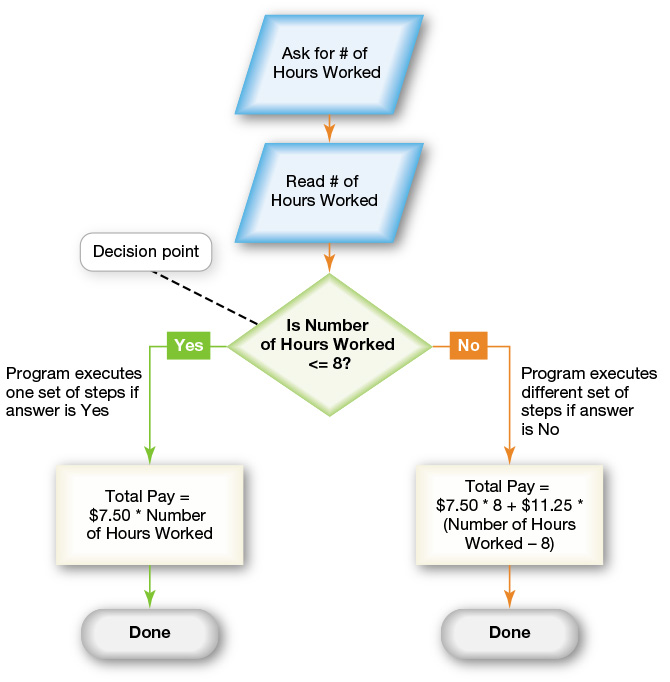 Ask for # of
Hours Worked
Read # of
Hours Worked
Decision point
Is Number
of Hours Worked
<= 8?
Yes
No
Program executes
one set of steps if
answer is Yes
Program executes
different set of
steps if answer
is No
Total Pay =
$7.50 * Number
of Hours Worked
Total Pay =
$7.50 * 8 + $11.25 *
(Number of Hours
Worked – 8)
Done
Done